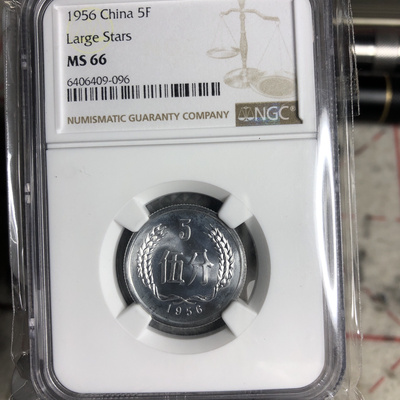 1956 China 5F
Large Stars
MS 66
6406409-096
NUMISMATIC GUARANTY COMPANY
NGC
5
伍分
1956